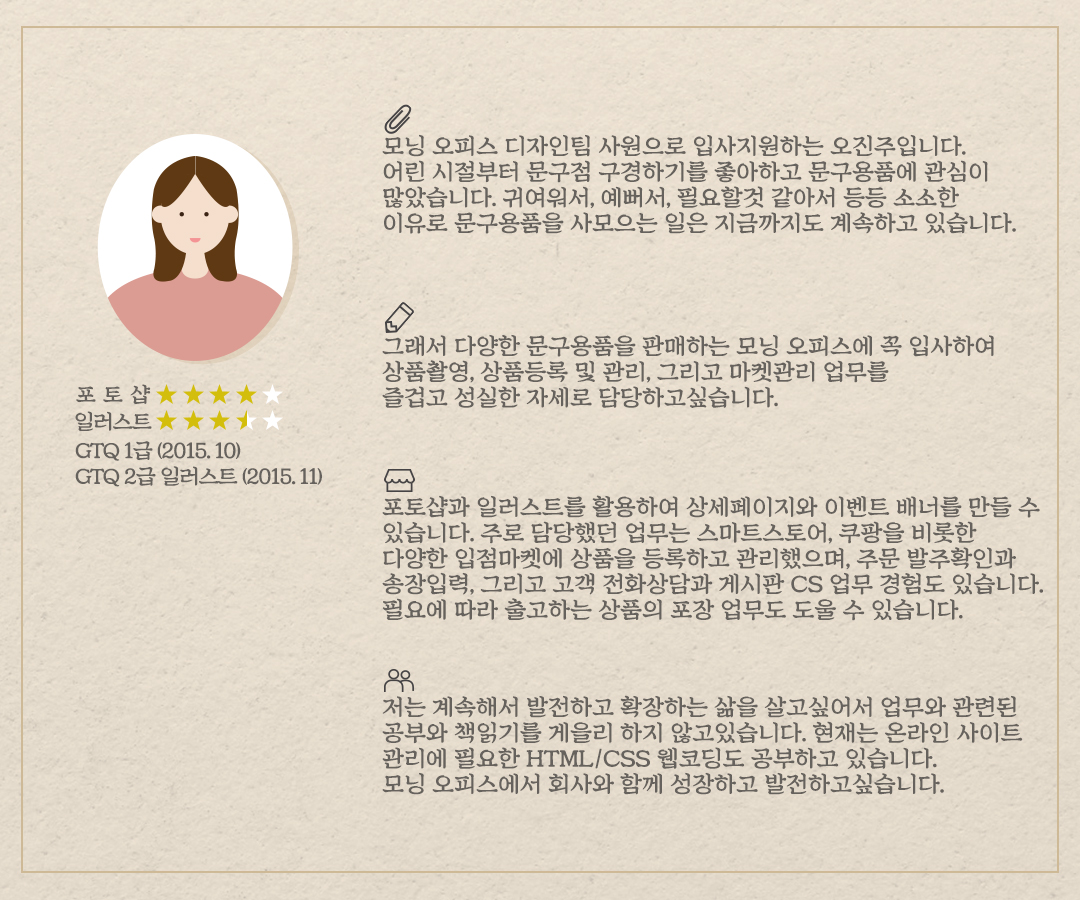 모닝 오피스 디자인팀 사원으로 입사지원하는 오진주입니다.
어린 시절부터 문구점 구경하기를 좋아하고 문구용품에 관심이
많았습니다. 귀여워서, 예뻐서, 필요할것 같아서 등등 소소한
이유로 문구용품을 사모으는 일은 지금까지도 계속하고 있습니다.
그래서 다양한 문구용품을 판매하는 모닝 오피스에 꼭 입사하여
상품촬영, 상품등록 및 관리, 그리고 마켓관리 업무를
즐겁고 성실한 자세로 담당하고싶습니다.
포 토 샵
일러스트
GTQ 1급 (2015. 10)
GTQ 2급 일러스트 (2015. 11)
포토샵과 일러스트를 활용하여 상세페이지와 이벤트 배너를 만들 수
있습니다. 주로 담당했던 업무는 스마트스토어, 쿠팡을 비롯한
다양한 입점마켓에 상품을 등록하고 관리했으며, 주문 발주확인과
송장입력, 그리고 고객 전화상담과 게시판 CS 업무 경험도 있습니다.
필요에 따라 출고하는 상품의 포장 업무도 도울 수 있습니다.
저는 계속해서 발전하고 확장하는 삶을 살고싶어서 업무와 관련된
공부와 책읽기를 게을리 하지 않고있습니다. 현재는 온라인 사이트
관리에 필요한 HTML/CSS 웹코딩도 공부하고 있습니다.
모닝 오피스에서 회사와 함께 성장하고 발전하고싶습니다.